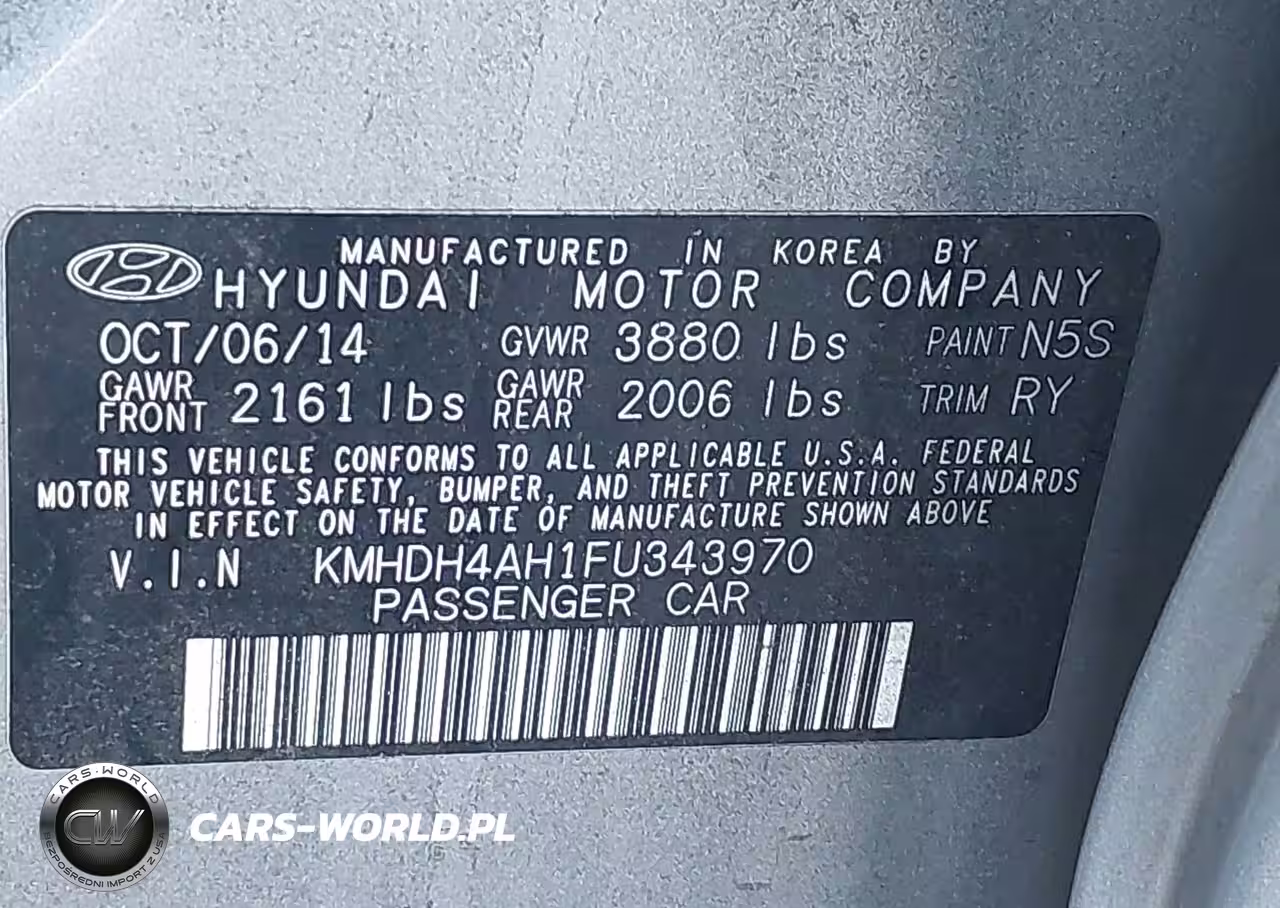 MANUFACTURED IN KOREA BY
HYUNDAI MOTOR COMPANY
OCT/06/14 GVWR 3880 lbs PAINT N5S
GAWR FRONT 2161 lbs GAWR REAR 2006 lbs TRIM RY
THIS VEHICLE CONFORMS TO ALL APPLICABLE U.S.A. FEDERAL
MOTOR VEHICLE SAFETY, BUMPER, AND THEFT PREVENTION STANDARDS
IN EFFECT ON THE DATE OF MANUFACTURE SHOWN ABOVE
V.I.N KMHDH4AH1FU343970
PASSENGER CAR
CARS-WORLD
CW
BEZPOŚREDNI IMPORT Z USA
CARS-WORLD.PL